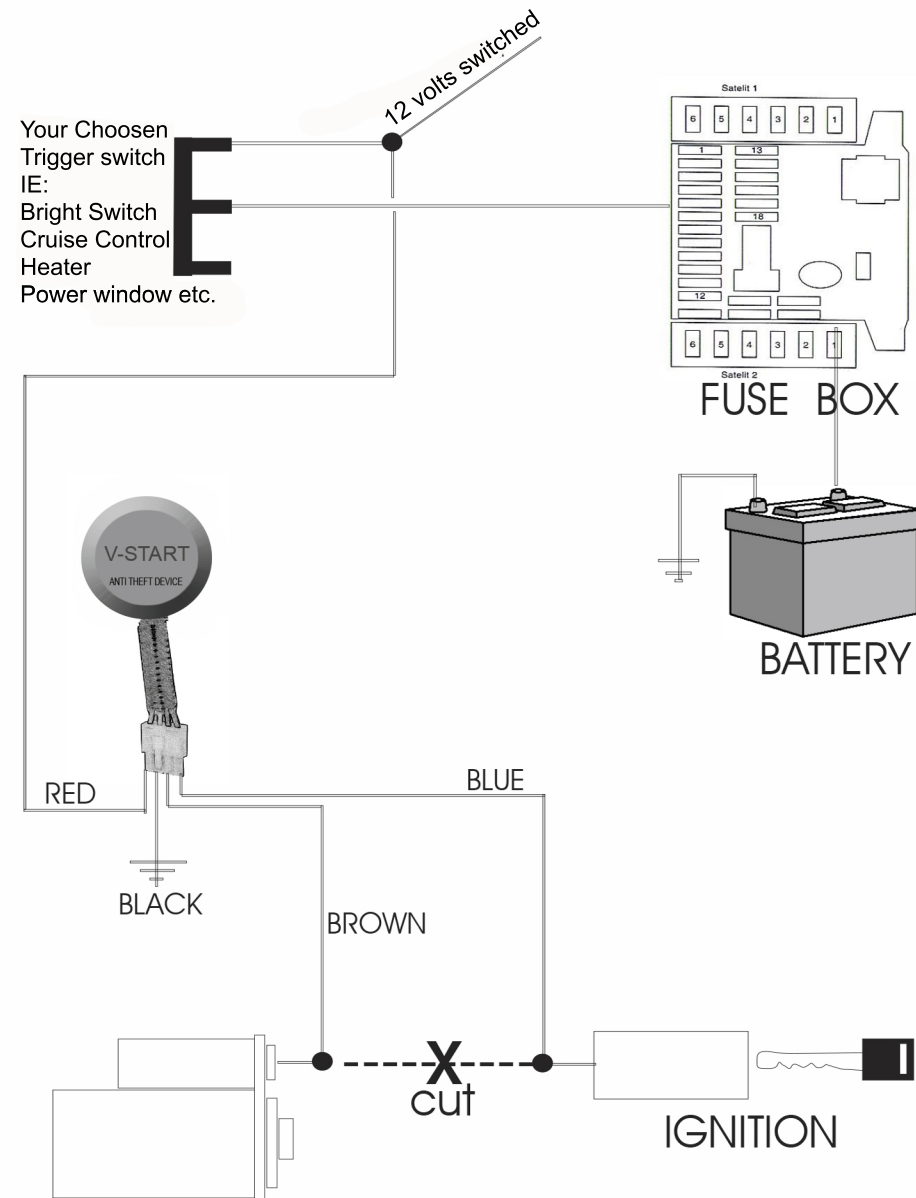 12 volts switched
Your Choosen
Trigger switch
IE:
Bright Switch
Cruise Control
Heater
Power window etc.
Satelit 1
6 5 4 3 2 1
1 13
18
12
6 5 4 3 2 1
Satelit 2
FUSE BOX
V-START
ANTI THEFT DEVICE
BATTERY
RED
BLUE
BLACK
BROWN
X
cut
IGNITION